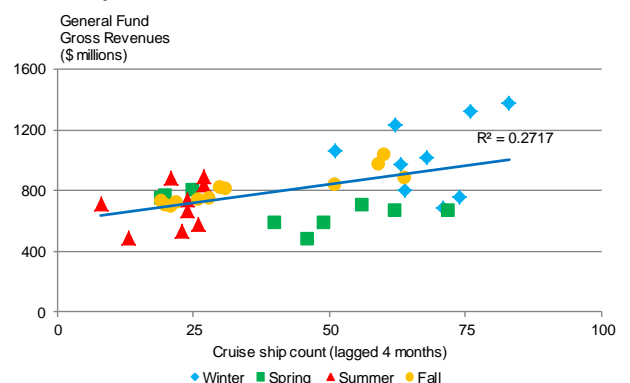 General Fund
Gross Revenues
($ millions)
1600
1200
800
400
0
R² = 0.2717
0 25 50 75 100
Cruise ship count (lagged 4 months)
Winter Spring Summer Fall